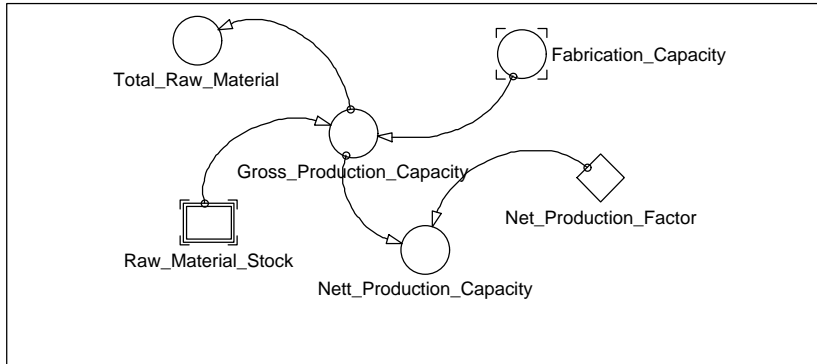 Fabrication_Capacity
Total_Raw_Material
Gross_Production_Capacity
Net_Production_Factor
Raw_Material_Stock
Nett_Production_Capacity